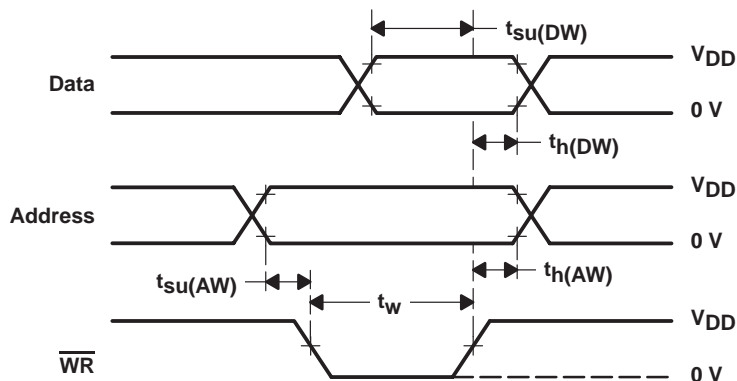 tsu(DW)
VDD
Data
0 V
th(DW)
VDD
Address
0 V
tsu(AW)
th(AW)
tw
VDD
WR
0 V